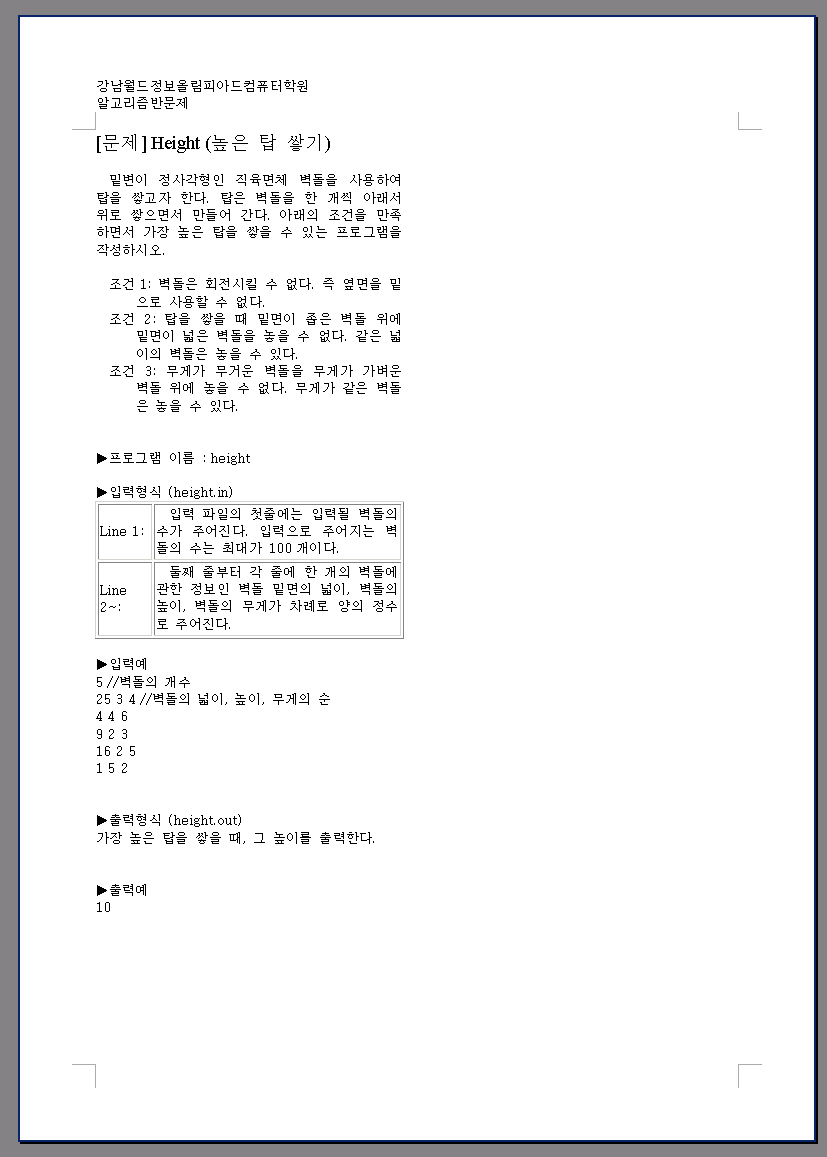 강남월드정보올림피아드컴퓨터학원
알고리즘반문제
[문제] Height (높은 탑 쌓기)
밑변이 정사각형인 직육면체 벽돌을 사용하여
탑을 쌓고자 한다. 탑은 벽돌을 한 개씩 아래서
위로 쌓으면서 만들어 간다. 아래의 조건을 만족
하면서 가장 높은 탑을 쌓을 수 있는 프로그램을
작성하시오.
조건 1: 벽돌은 회전시킬 수 없다. 즉 옆면을 밑
으로 사용할 수 없다.
조건 2: 탑을 쌓을 때 밑면이 좁은 벽돌 위에
밑면이 넓은 벽돌을 놓을 수 없다. 같은 넓
이의 벽돌은 놓을 수 있다.
조건 3: 무게가 무거운 벽돌을 무게가 가벼운
벽돌 위에 놓을 수 없다. 무게가 같은 벽돌
은 놓을 수 있다.
▶프로그램 이름 : height
▶입력형식 (height.in)
Line 1:
입력 파일의 첫줄에는 입력될 벽돌의
수가 주어진다. 입력으로 주어지는 벽
돌의 수는 최대가 100개이다.
Line
2~:
둘째 줄부터 각 줄에 한 개의 벽돌에
관한 정보인 벽돌 밑면의 넓이, 벽돌의
높이, 벽돌의 무게가 차례로 양의 정수
로 주어진다.
▶입력예
5 //벽돌의 개수
25 3 4 //벽돌의 넓이, 높이, 무게의 순
4 4 6
9 2 3
16 2 5
1 5 2
▶출력형식 (height.out)
가장 높은 탑을 쌓을 때, 그 높이를 출력한다.
▶출력예
10